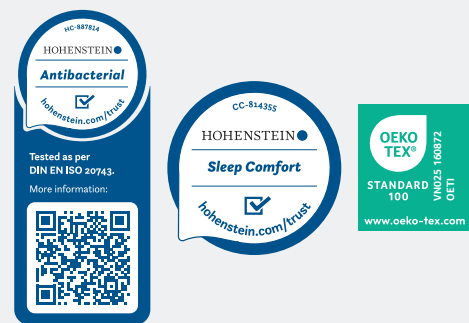 HC-887814
HOHENSTEIN
Antibacterial
hohenstein.com/trust
Tested as per
DIN EN ISO 20743.
More information:
CC-814355
HOHENSTEIN
Sleep Comfort
hohenstein.com/trust
OEKO
TEX®
STANDARD
100
VN025 160872
OETI
www.oeko-tex.com